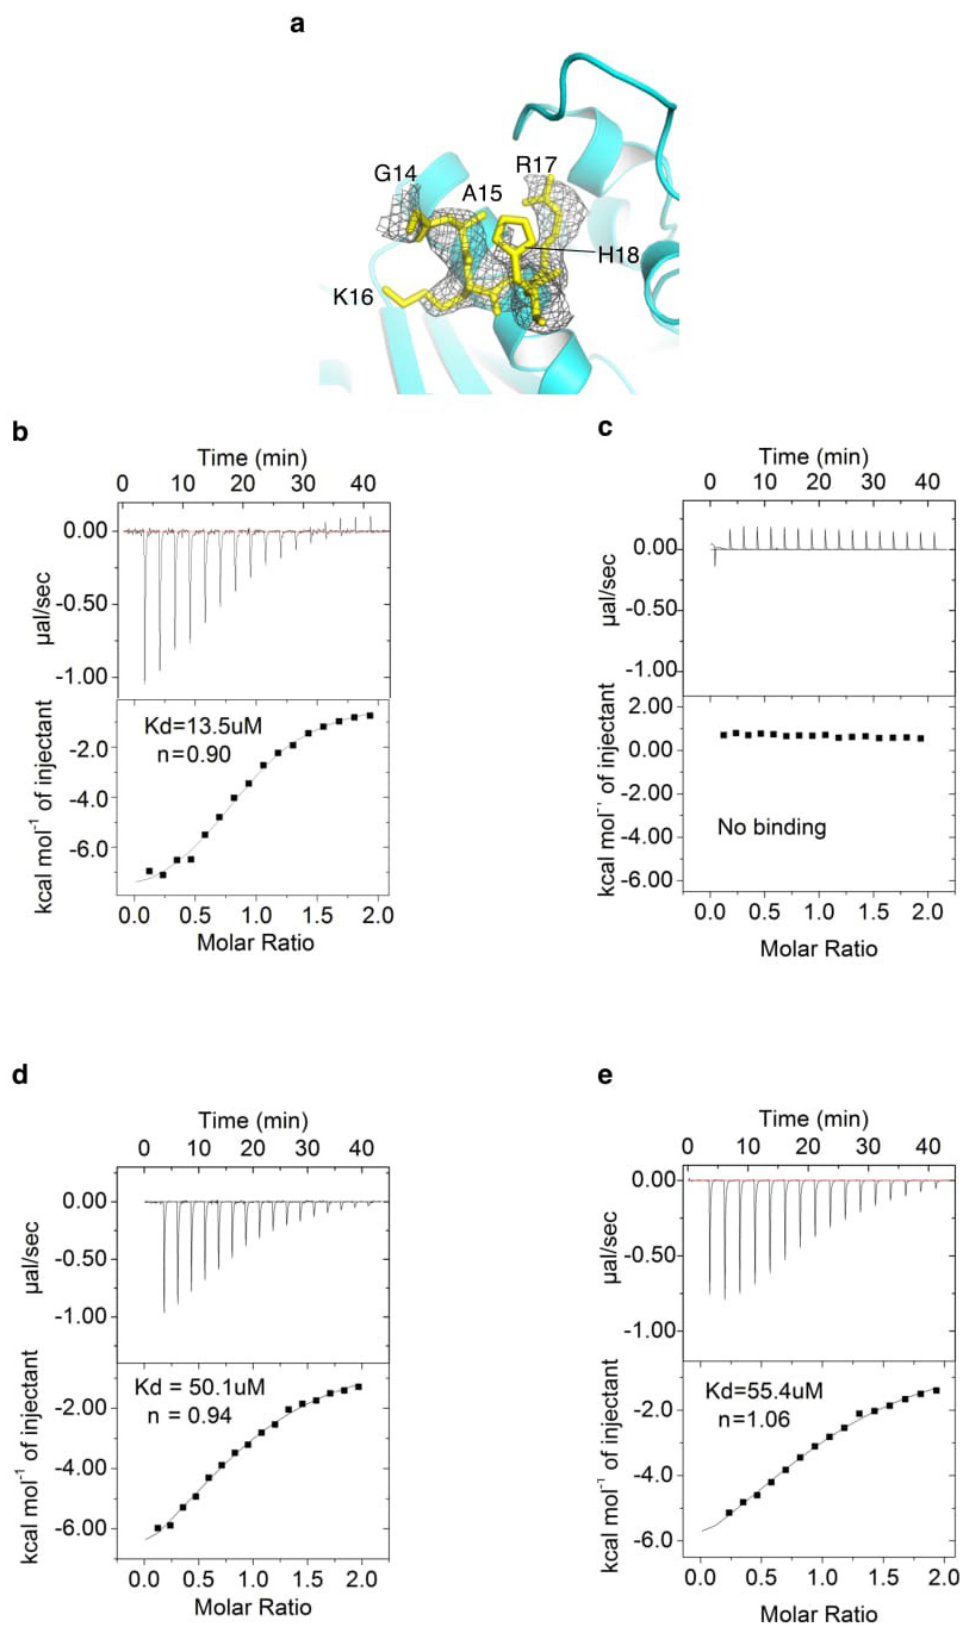 a
G14
A15
R17
H18
K16
b
Time (min)
0 10 20 30 40
0.00
-0.50
-1.00
µal/sec
Kd=13.5uM
n=0.90
-2.0
-4.0
-6.0
kcal mol⁻¹ of injectant
0.0 0.5 1.0 1.5 2.0
Molar Ratio
c
Time (min)
0 10 20 30 40
0.00
-0.50
-1.00
µal/sec
2.00
0.00
-2.00
-4.00
-6.00
No binding
kcal mol⁻¹ of injectant
0.0 0.5 1.0 1.5 2.0
Molar Ratio
d
Time (min)
0 10 20 30 40
0.00
-0.50
-1.00
µal/sec
Kd = 50.1uM
n = 0.94
-2.00
-4.00
-6.00
kcal mol⁻¹ of injectant
0.0 0.5 1.0 1.5 2.0
Molar Ratio
e
Time (min)
0 10 20 30 40
0.00
-0.50
-1.00
µal/sec
Kd=55.4uM
n=1.06
-2.0
-4.0
-6.0
kcal mol⁻¹ of injectant
0.0 0.5 1.0 1.5 2.0
Molar Ratio